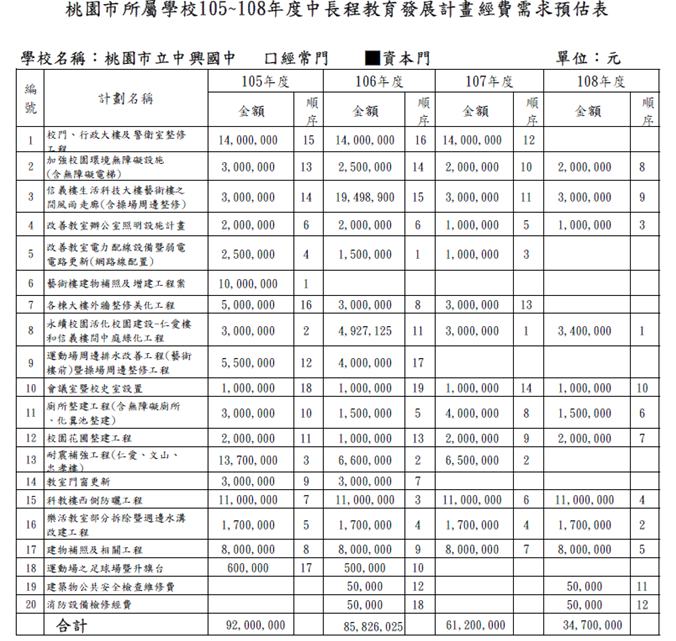 桃園市所屬學校105~108年度中長程教育發展計畫經費需求預估表
學校名稱：桃園市立中興國中 口經常門 ■資本門 單位：元
編號 計劃名稱 105年度 106年度 107年度 108年度
金額 順序 金額 順序 金額 順序 金額 順序
1 校門、行政大樓及警衛室整修工程 14,000,000 15 14,000,000 16 14,000,000 12
2 加強校園環境無障礙設施
(含無障礙電梯) 3,000,000 13 2,500,000 14 2,000,000 10 2,000,000 8
3 信義樓生活科技大樓藝術樓之
間風雨走廊(含操場周邊整修) 3,000,000 14 19,498,900 15 3,000,000 11 3,000,000 9
4 改善教室辦公室照明設施計畫 2,000,000 6 2,000,000 6 1,000,000 5 1,000,000 3
5 改善教室電力配線設備暨弱電
電路更新(網路線配置) 2,500,000 4 1,500,000 1 1,000,000 3
6 藝術樓建物補照及增建工程案 10,000,000 1
7 各棟大樓外牆整修美化工程 5,000,000 16 3,000,000 8 3,000,000 13
8 永續校園活化校園建設-仁愛樓
和信義樓間中庭綠化工程 3,000,000 2 4,927,125 11 3,000,000 1 3,400,000 1
9 運動場周邊排水改善工程(藝術
樓前)暨操場周邊整修工程 5,500,000 12 4,000,000 17
10 會議室暨校史室設置 1,000,000 18 1,000,000 19 1,000,000 14 1,000,000 10
11 廁所整建工程(含無障礙廁所
、化糞池整建) 3,000,000 10 1,500,000 5 4,000,000 8 1,500,000 6
12 校園花園整建工程 2,000,000 11 1,000,000 13 2,000,000 9 2,000,000 7
13 耐震補強工程(仁愛、文山、
忠孝樓) 13,700,000 3 6,600,000 2 6,500,000 2
14 教室門窗更新 3,000,000 9 3,000,000 7
15 科教樓西側防曬工程 11,000,000 7 11,000,000 3 11,000,000 6 11,000,000 4
16 樂活教室部分拆除暨週邊水溝
改建工程 1,700,000 5 1,700,000 4 1,700,000 4 1,700,000 2
17 建物補照及相關工程 8,000,000 8 8,000,000 9 8,000,000 7 8,000,000 5
18 運動場之足球場暨升旗台 600,000 17 500,000 10
19 建築物公共安全檢查維修費 50,000 12 50,000 11
20 消防設備檢修經費 50,000 18 50,000 12
合計 92,000,000 85,826,025 61,200,000 34,700,000